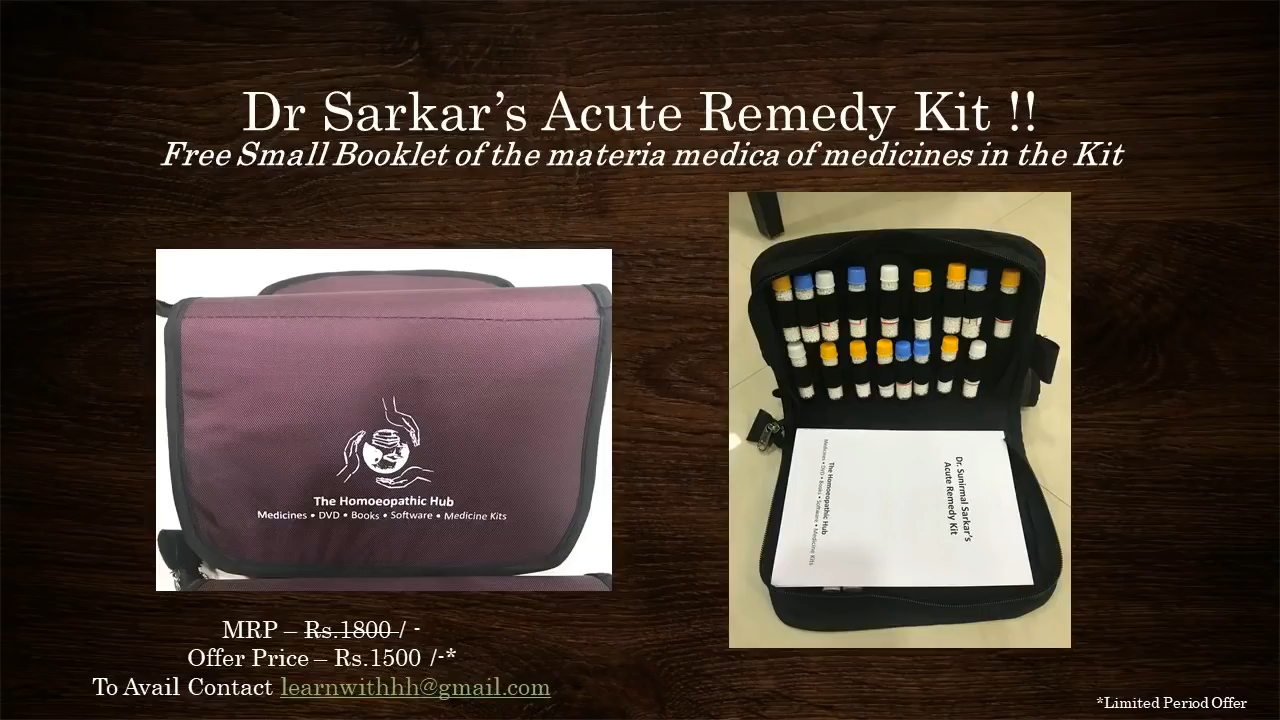 Dr Sarkar’s Acute Remedy Kit !!
Free Small Booklet of the materia medica of medicines in the Kit
The Homoeopathic Hub
Medicines • DVD • Books • Software • Medicine Kits
Dr. Sunirmal Sarkar's
Acute Remedy Kit
The Homoeopathic Hub
Medicines • DVD • Books • Software • Medicine Kits
MRP – Rs.1800 / -
Offer Price – Rs.1500 /-*
To Avail Contact learnwithhh@gmail.com
*Limited Period Offer